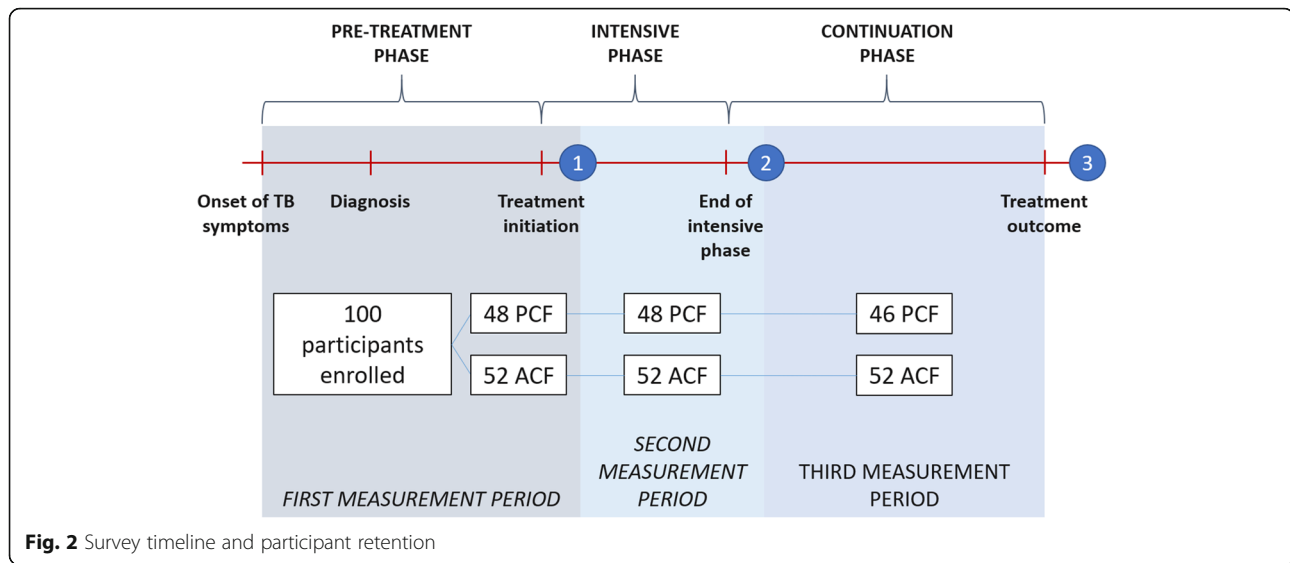 PRE-TREATMENT
PHASE
INTENSIVE
PHASE
CONTINUATION
PHASE
1
2
3
Onset of TB
symptoms
Diagnosis
Treatment
initiation
End of
intensive
phase
Treatment
outcome
100
participants
enrolled
48 PCF
48 PCF
46 PCF
52 ACF
52 ACF
52 ACF
FIRST MEASUREMENT PERIOD
SECOND
MEASUREMENT
PERIOD
THIRD MEASUREMENT
PERIOD
Fig. 2 Survey timeline and participant retention